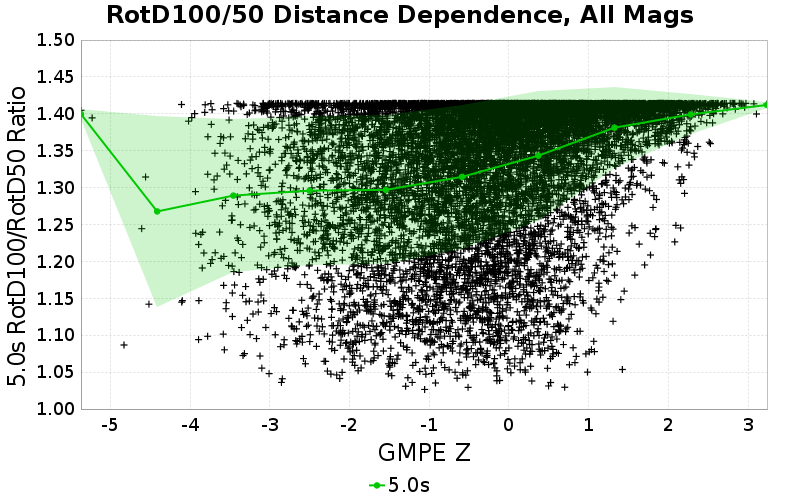 RotD100/50 Distance Dependence, All Mags
5.0s RotD100/RotD50 Ratio
1.50
1.45
1.40
1.35
1.30
1.25
1.20
1.15
1.10
1.05
1.00
-5 -4 -3 -2 -1 0 1 2 3
GMPE Z
5.0s